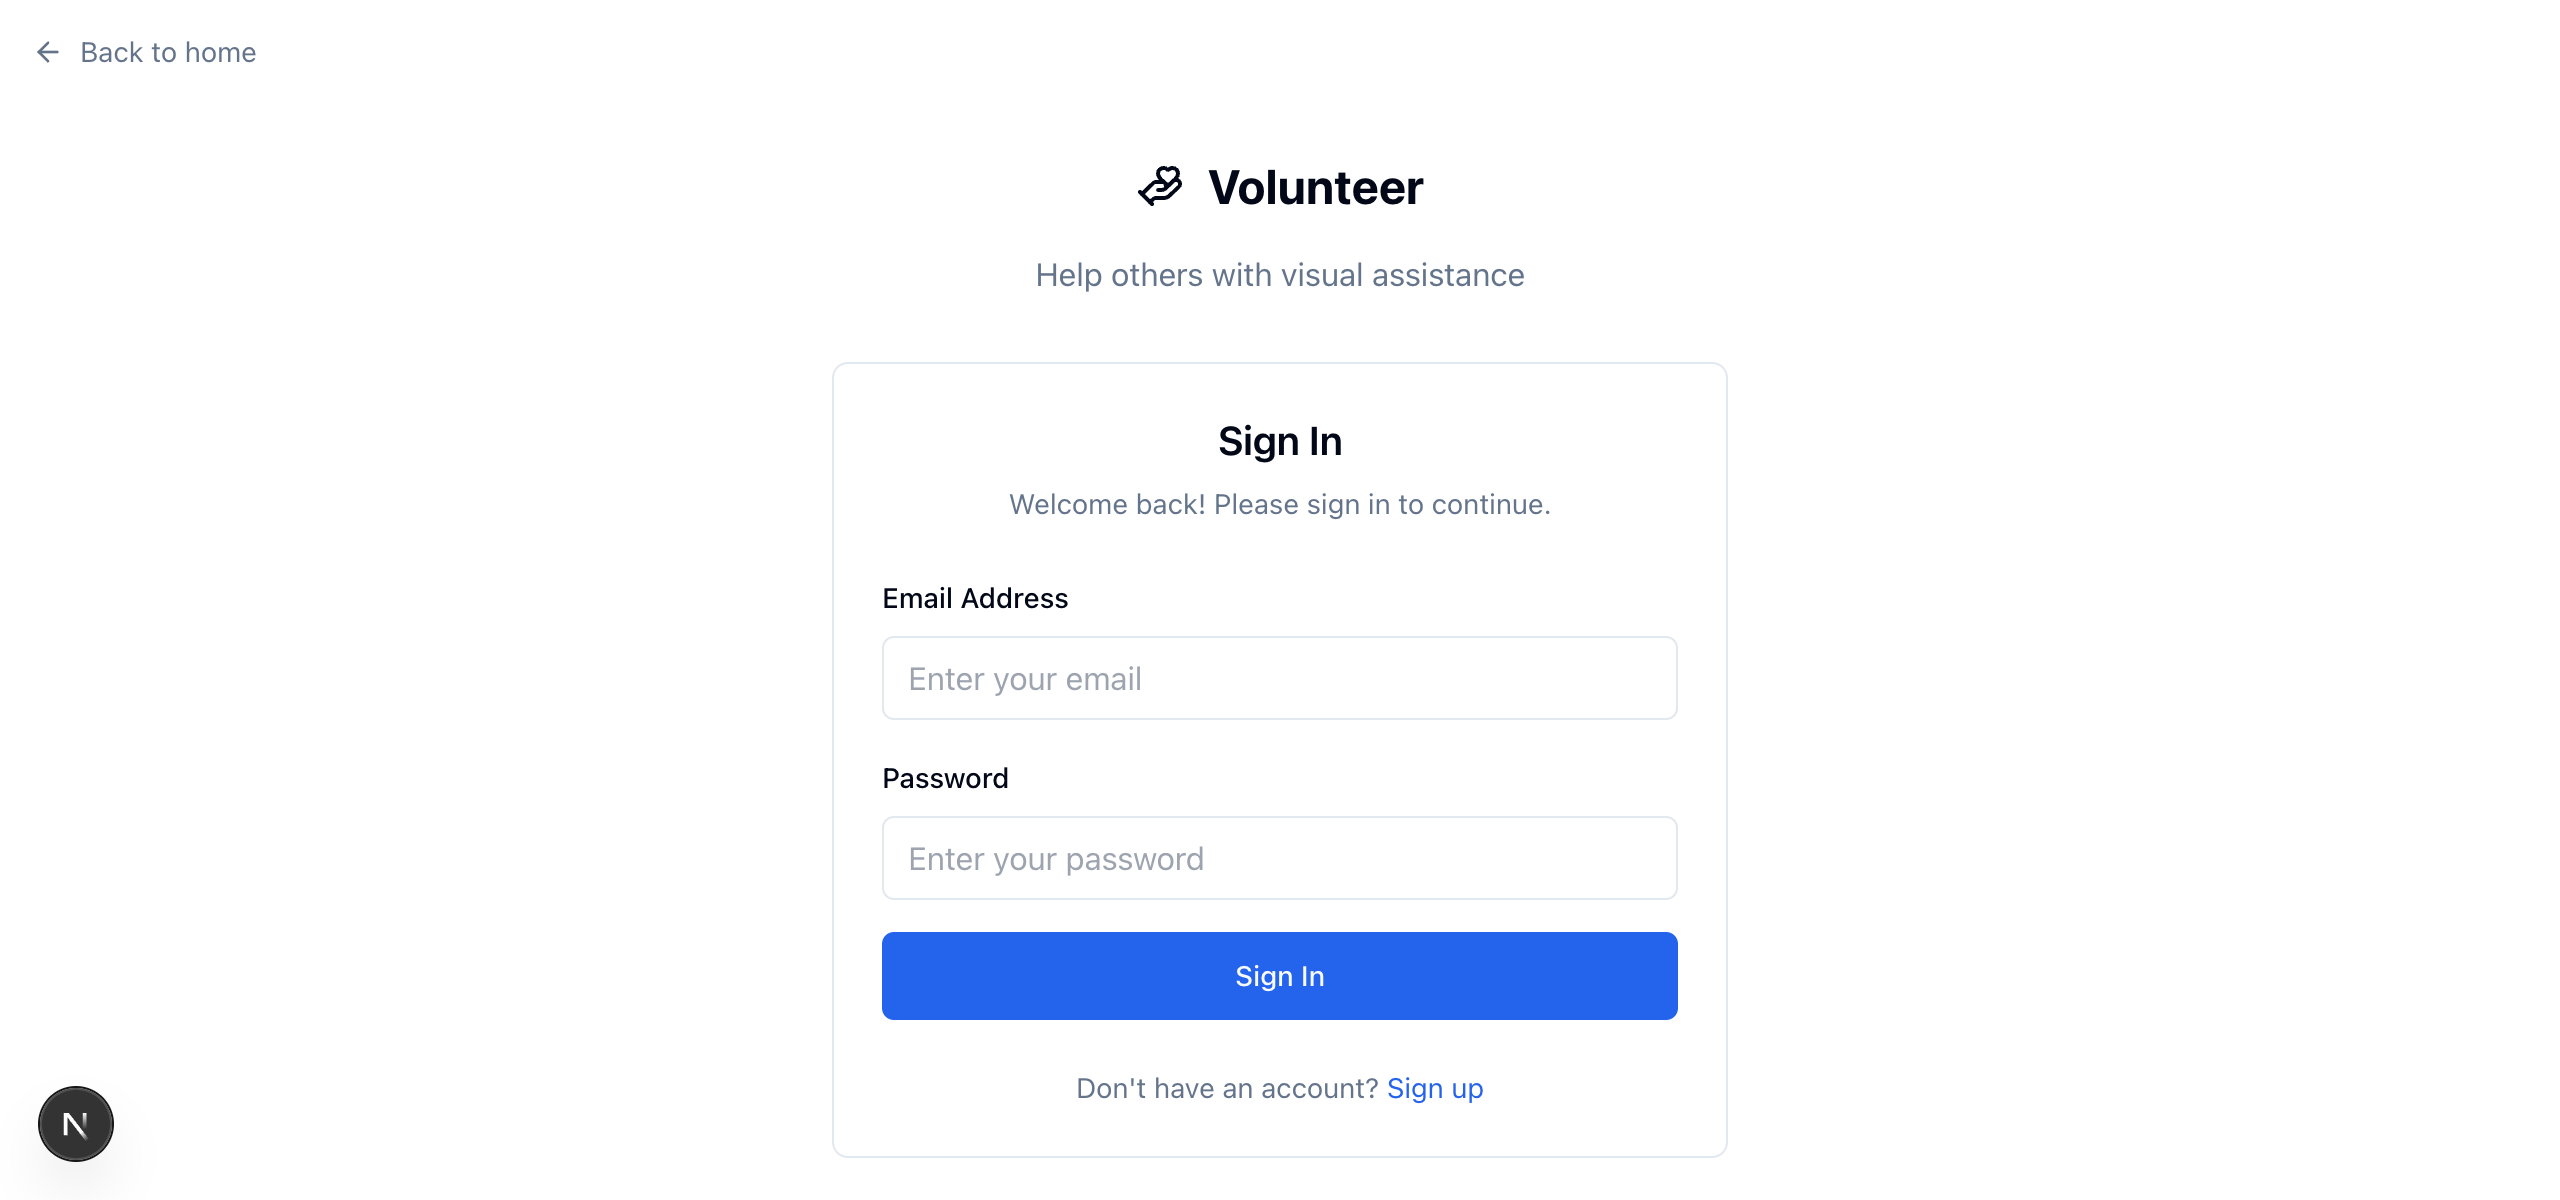 Back to home
Volunteer
Help others with visual assistance
Sign In
Welcome back! Please sign in to continue.
Email Address
Enter your email
Password
Enter your password
Sign In
Don't have an account? Sign up
N